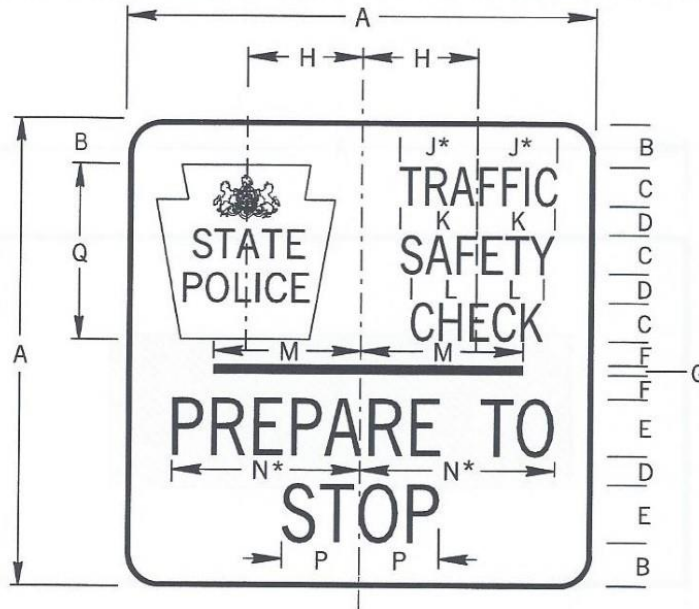 A
H H
B B
J* J*
TRAFFIC
C
K K
D
STATE
SAFETY
C
Q
POLICE
L L
D
CHECK
C
A
M M
F
G
F
PREPARE TO
E
N* N*
D
STOP
E
P P
B